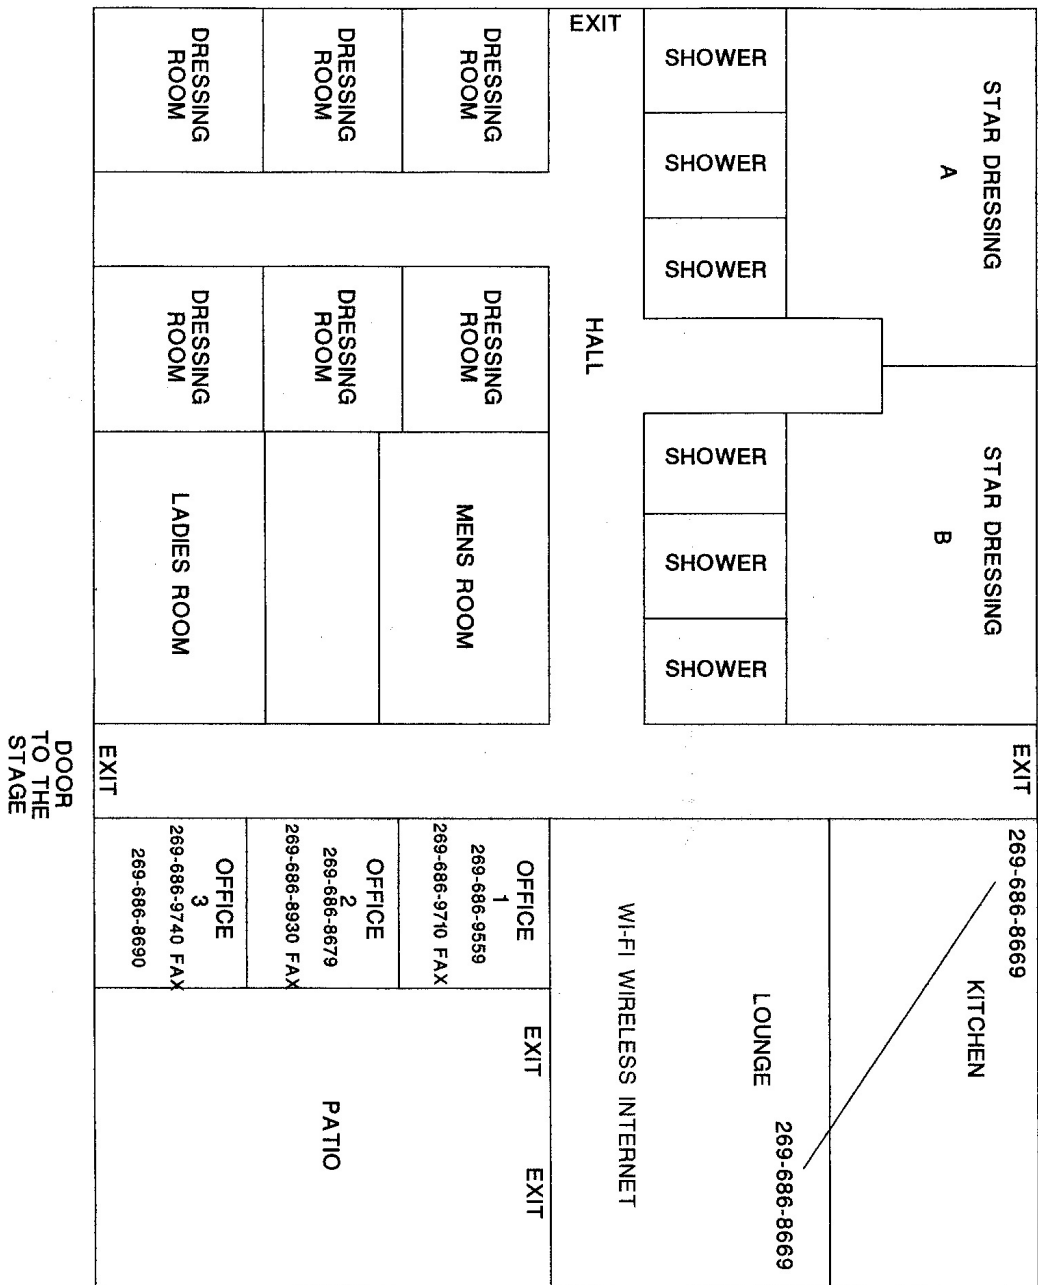 EXIT
SHOWER
SHOWER
SHOWER
STAR DRESSING
A
DRESSING
ROOM
DRESSING
ROOM
DRESSING
ROOM
DRESSING
ROOM
DRESSING
ROOM
DRESSING
ROOM
HALL
SHOWER
SHOWER
SHOWER
STAR DRESSING
B
LADIES ROOM
MENS ROOM
EXIT
EXIT
DOOR
TO THE
STAGE
OFFICE
1
269-686-9559
269-686-9710 FAX
OFFICE
2
269-686-8679
269-686-8930 FAX
OFFICE
3
269-686-9740 FAX
269-686-8690
269-686-8669
KITCHEN
WI-FI WIRELESS INTERNET
LOUNGE
269-686-8669
EXIT
EXIT
PATIO